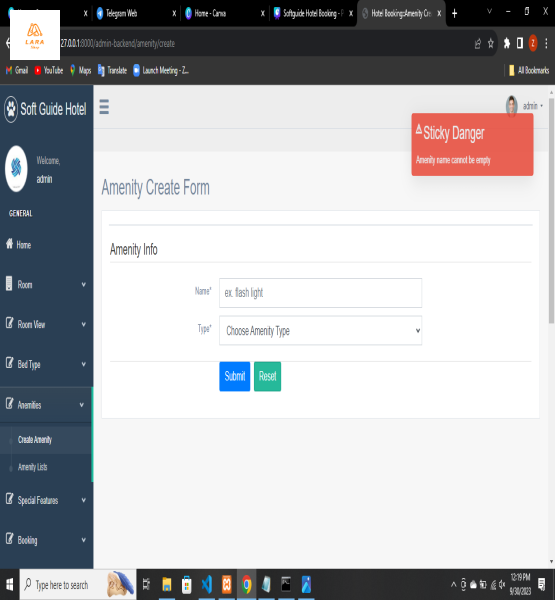 Telegram Web
Home - Canva
Softguide Hotel Booking - P
Hotel Booking::Amenity Cre
LARA
27.0.0.1:8000/admin-backend/amenity/create
Gmail
YouTube
Maps
Translate
Launch Meeting - Z...
All Bookmarks
Soft Guide Hotel
admin
Sticky Danger
Amenity name cannot be empty
Welcome,
admin
Amenity Create Form
GENERAL
Home
Amenity Info
Room
Name*
ex. flash light
Room View
Type*
Choose Amenity Type
Bed Type
Submit
Reset
Anemities
Create Amenity
Amenity Lists
Special Features
Booking
Type here to search
12:19 PM
9/30/2023